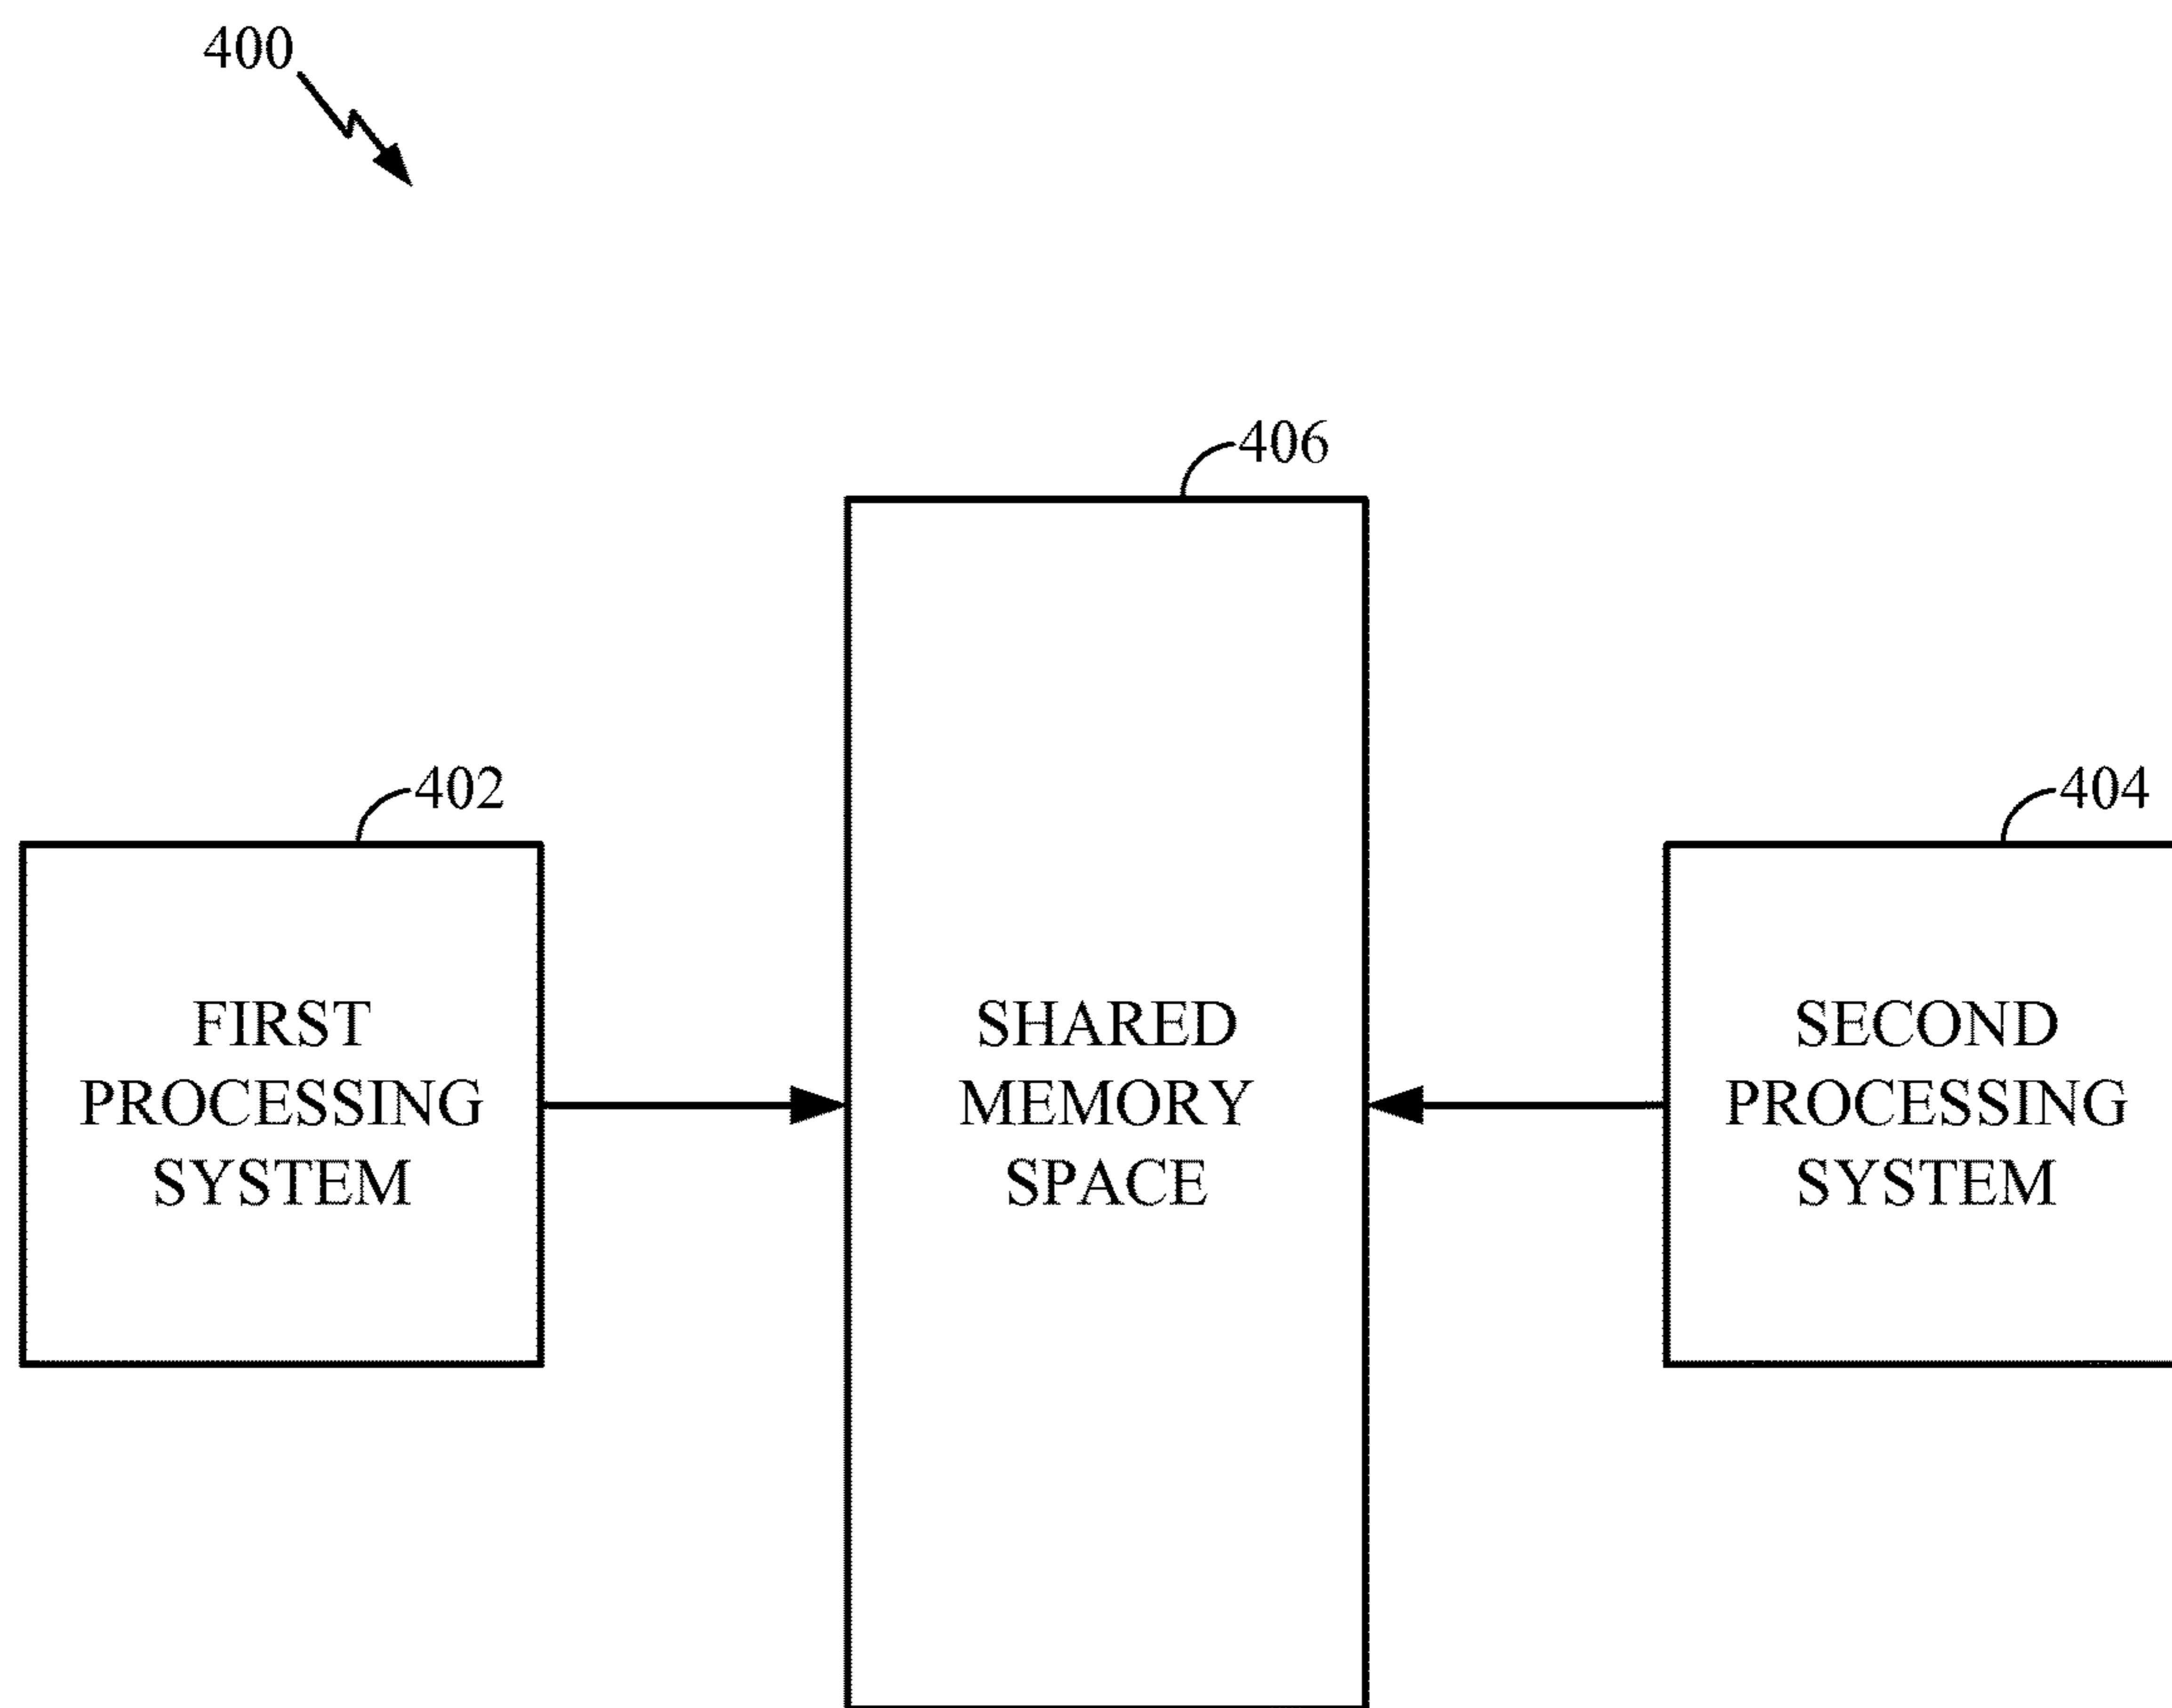 400
406
402
404
FIRST
PROCESSING
SYSTEM
SHARED
MEMORY
SPACE
SECOND
PROCESSING
SYSTEM